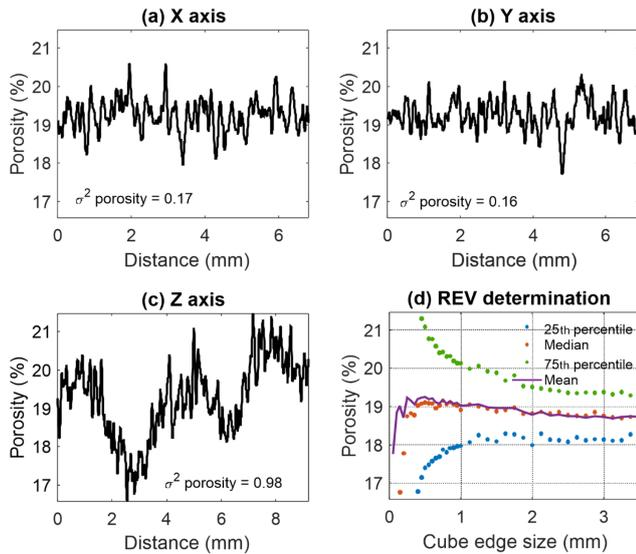 (a) X axis
21
20
19
18
17
Porosity (%)
σ² porosity = 0.17
0 2 4 6
Distance (mm)
(b) Y axis
21
20
19
18
17
Porosity (%)
σ² porosity = 0.16
0 2 4 6
Distance (mm)
(c) Z axis
21
20
19
18
17
Porosity (%)
σ² porosity = 0.98
0 2 4 6 8
Distance (mm)
(d) REV determination
21
20
19
18
17
Porosity (%)
25th percentile
Median
75th percentile
Mean
0 1 2 3
Cube edge size (mm)